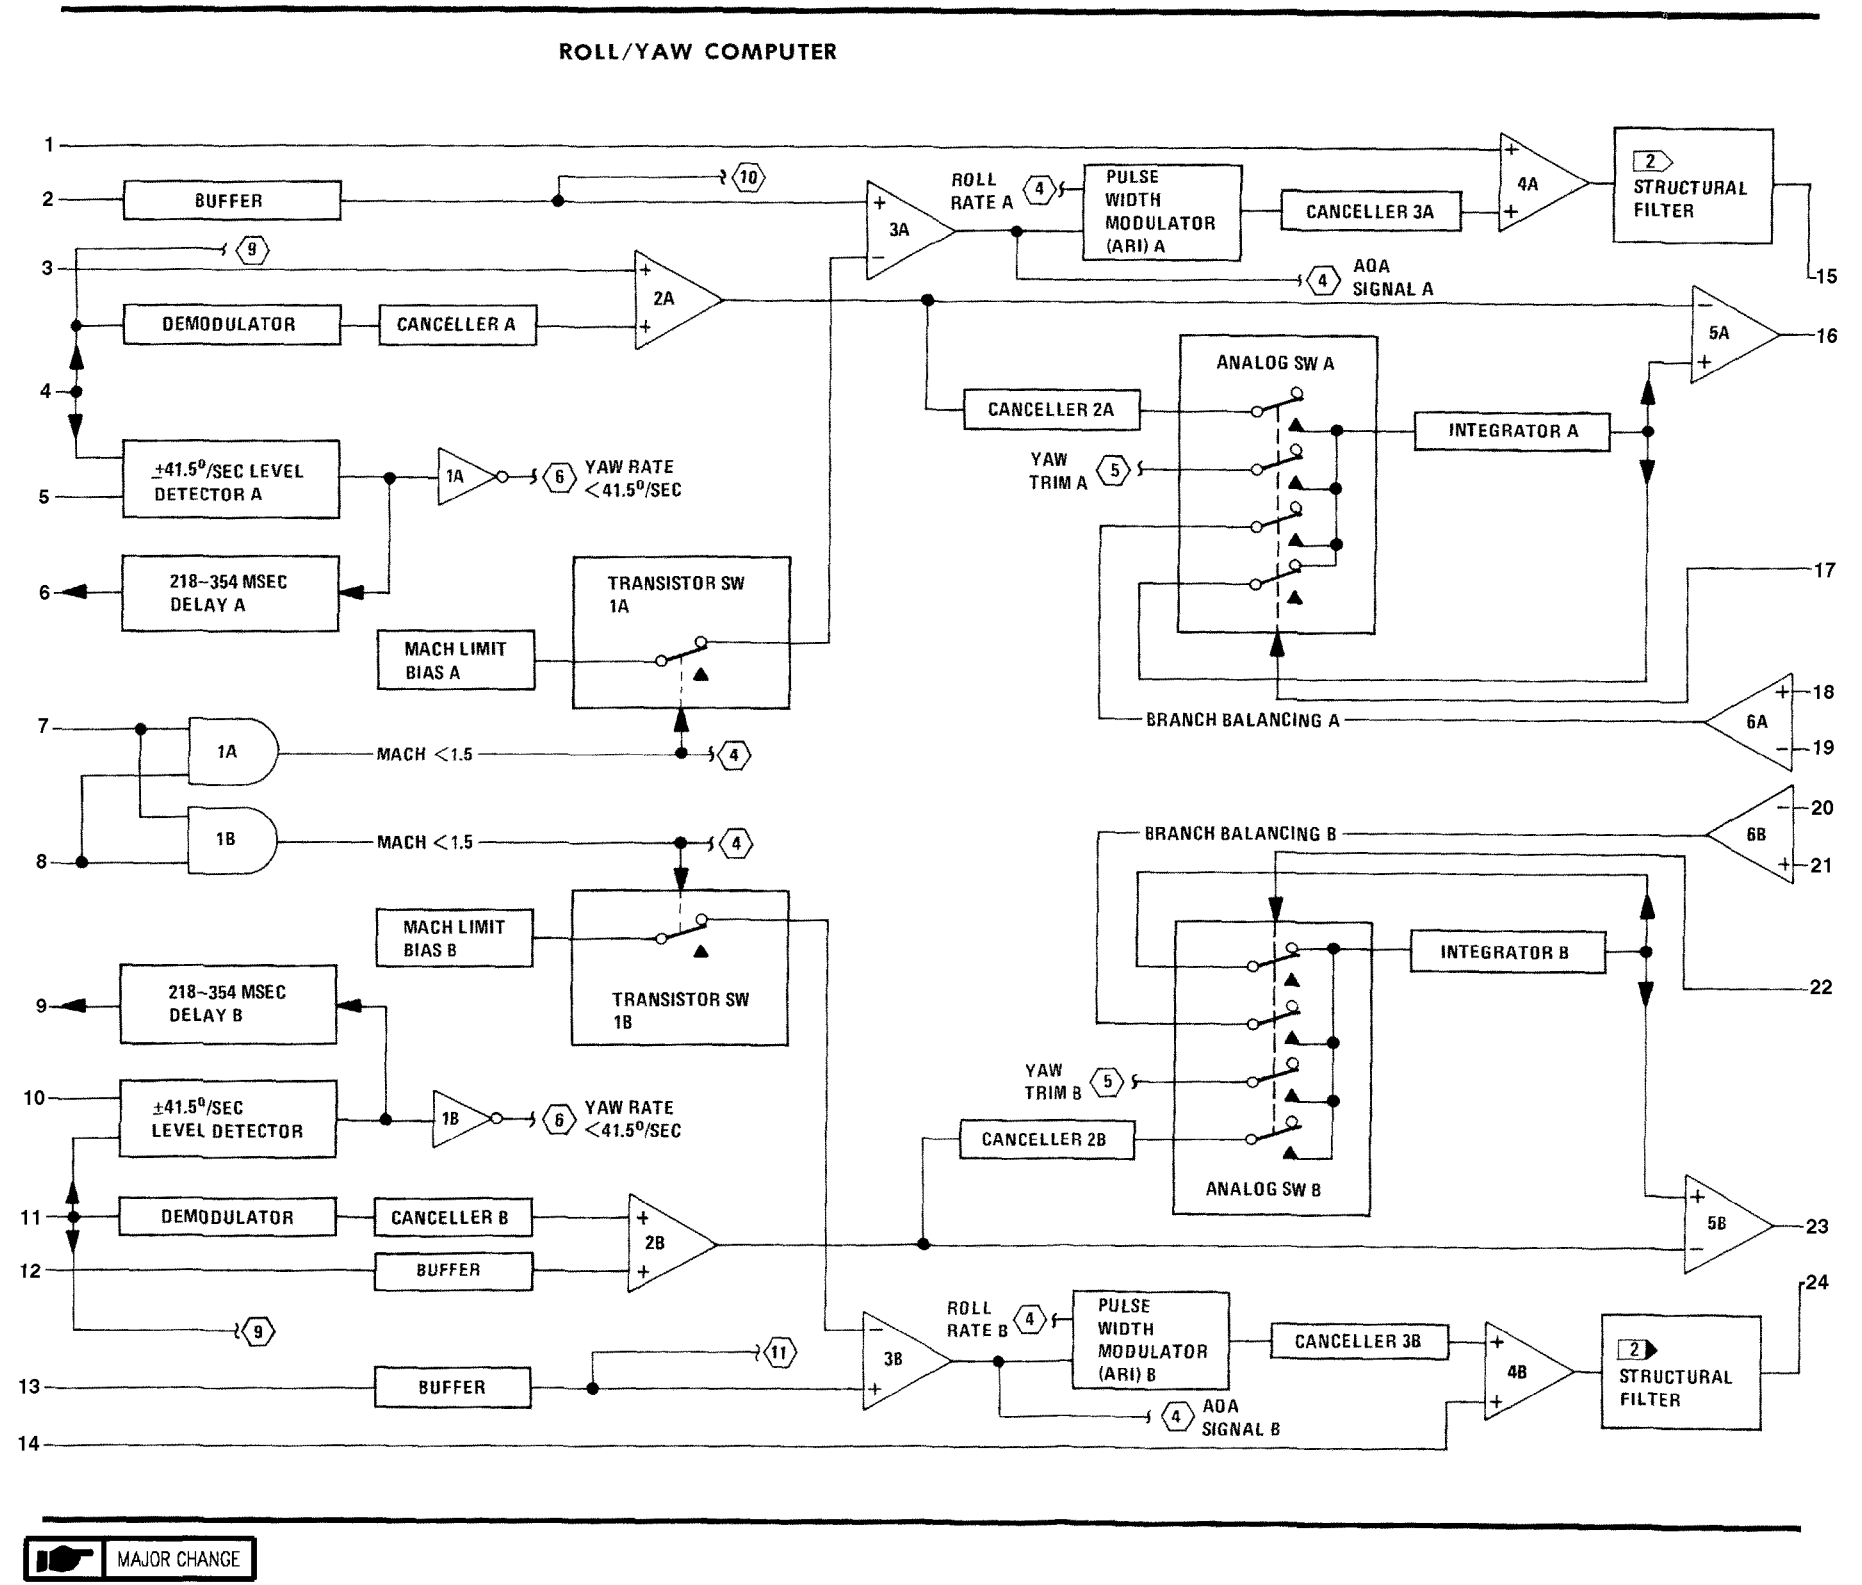 ROLL/YAW COMPUTER
1
2
BUFFER
10
3A
+
−
ROLL
RATE A
4
PULSE
WIDTH
MODULATOR
(ARI) A
CANCELLER 3A
+
+
4A
2
STRUCTURAL
FILTER
15
9
3
DEMODULATOR
CANCELLER A
+
+
2A
4
AOA
SIGNAL A
−
+
5A
16
4
5
±41.5º/SEC LEVEL
DETECTOR A
1A
6
YAW RATE
<41.5º/SEC
6
218–354 MSEC
DELAY A
ANALOG SW A
CANCELLER 2A
YAW
TRIM A
5
INTEGRATOR A
17
TRANSISTOR SW
1A
MACH LIMIT
BIAS A
7
1A
MACH <1.5
4
BRANCH BALANCING A
6A
+
−
18
19
8
1B
MACH <1.5
4
BRANCH BALANCING B
6B
−
+
20
21
MACH LIMIT
BIAS B
TRANSISTOR SW
1B
INTEGRATOR B
22
9
218–354 MSEC
DELAY B
10
±41.5º/SEC
LEVEL DETECTOR
1B
6
YAW RATE
<41.5º/SEC
YAW
TRIM B
5
CANCELLER 2B
ANALOG SW B
11
DEMODULATOR
CANCELLER B
12
BUFFER
+
+
2B
+
−
5B
23
9
24
ROLL
RATE B
4
PULSE
WIDTH
MODULATOR
(ARI) B
CANCELLER 3B
+
+
4B
2
STRUCTURAL
FILTER
13
BUFFER
11
−
+
3B
4
AOA
SIGNAL B
14
MAJOR CHANGE